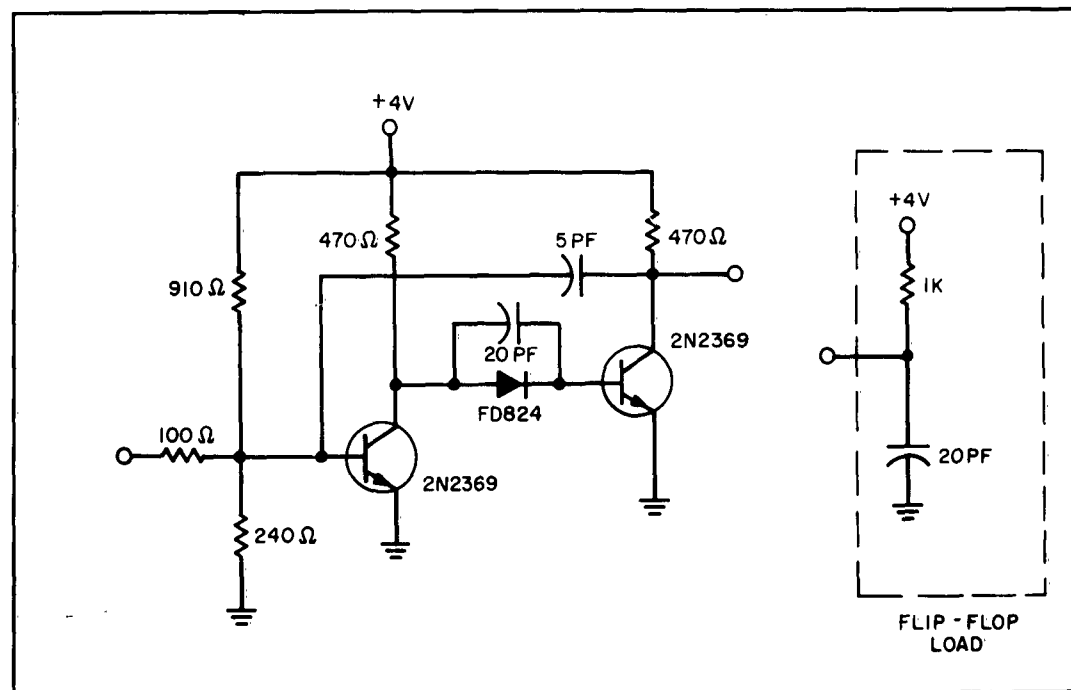 +4V
470Ω
5PF
470Ω
910Ω
20PF
2N2369
FD824
100Ω
2N2369
240Ω
+4V
1K
20PF
FLIP-FLOP
LOAD